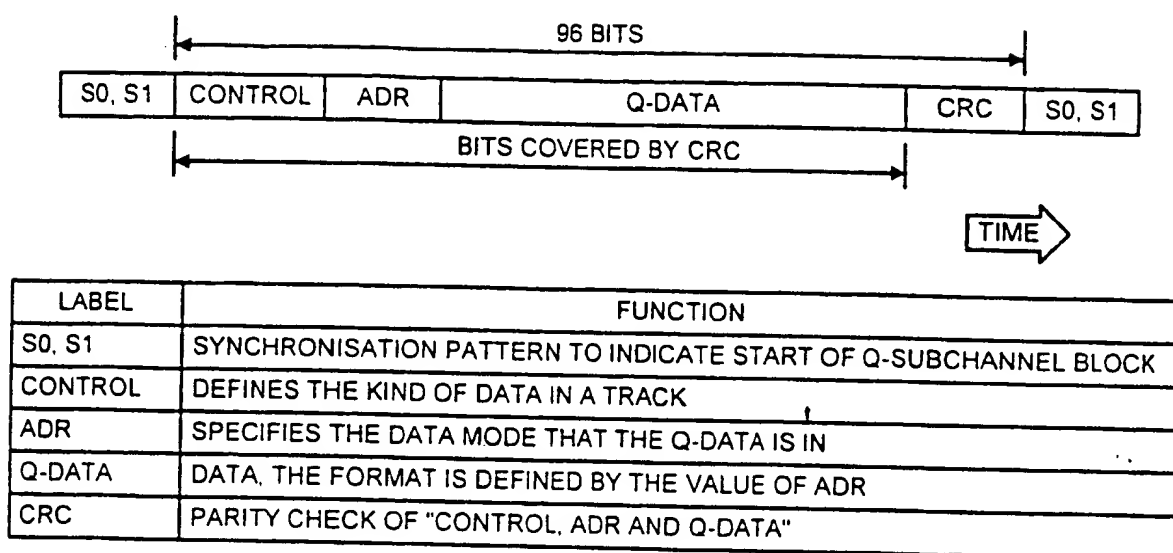 96 BITS
S0, S1 CONTROL ADR Q-DATA CRC S0, S1
BITS COVERED BY CRC
TIME
LABEL FUNCTION
S0, S1 SYNCHRONISATION PATTERN TO INDICATE START OF Q-SUBCHANNEL BLOCK
CONTROL DEFINES THE KIND OF DATA IN A TRACK
ADR SPECIFIES THE DATA MODE THAT THE Q-DATA IS IN
Q-DATA DATA, THE FORMAT IS DEFINED BY THE VALUE OF ADR
CRC PARITY CHECK OF "CONTROL, ADR AND Q-DATA"